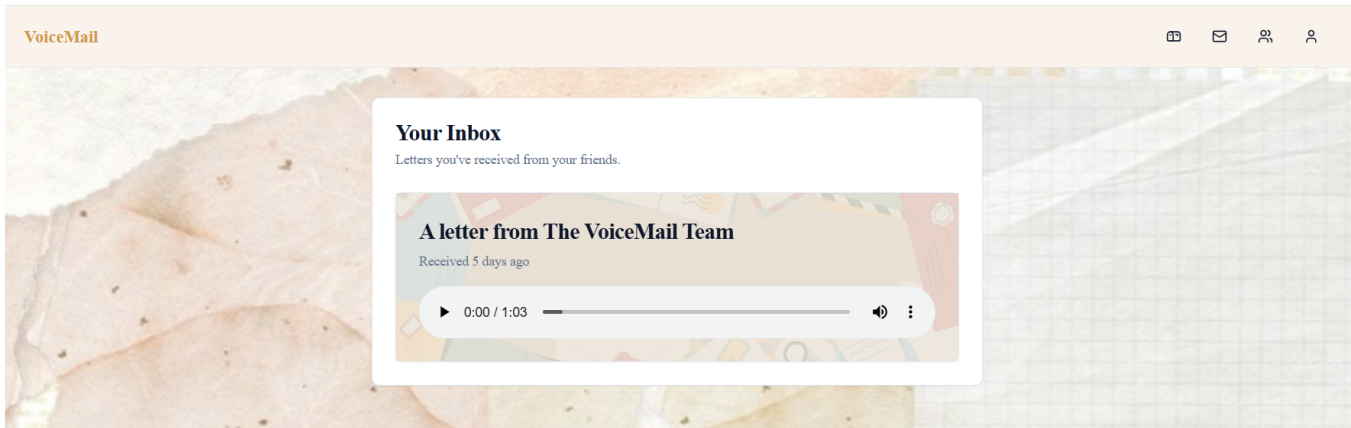 VoiceMail
Your Inbox
Letters you've received from your friends.
A letter from The VoiceMail Team
Received 5 days ago
0:00 / 1:03